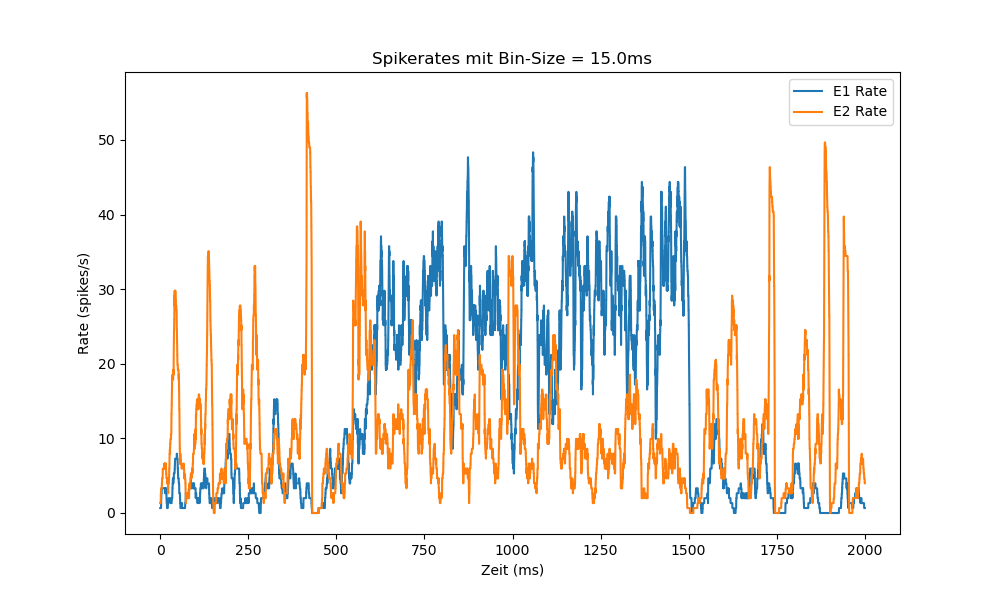 Spikerates mit Bin-Size = 15.0ms
E1 Rate
E2 Rate
50
40
30
20
10
0
Rate (spikes/s)
0 250 500 750 1000 1250 1500 1750 2000
Zeit (ms)